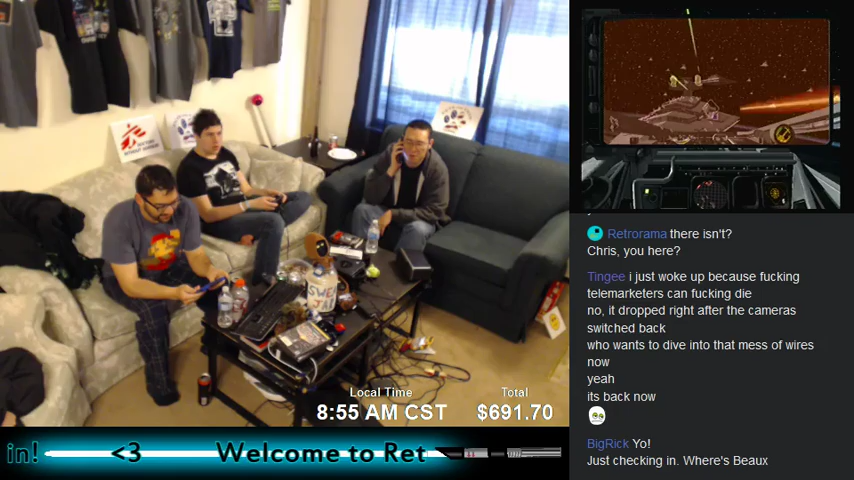 SWEAR
JAR
Local Time
Total
8:55 AM CST
$691.70
in!
<3
Welcome to Ret
Retrorama there isn't?
Chris, you here?
Tingee i just woke up because fucking
telemarketers can fucking die
no, it dropped right after the cameras
switched back
who wants to dive into that mess of wires
now
yeah
its back now
BigRick Yo!
Just checking in. Where's Beaux